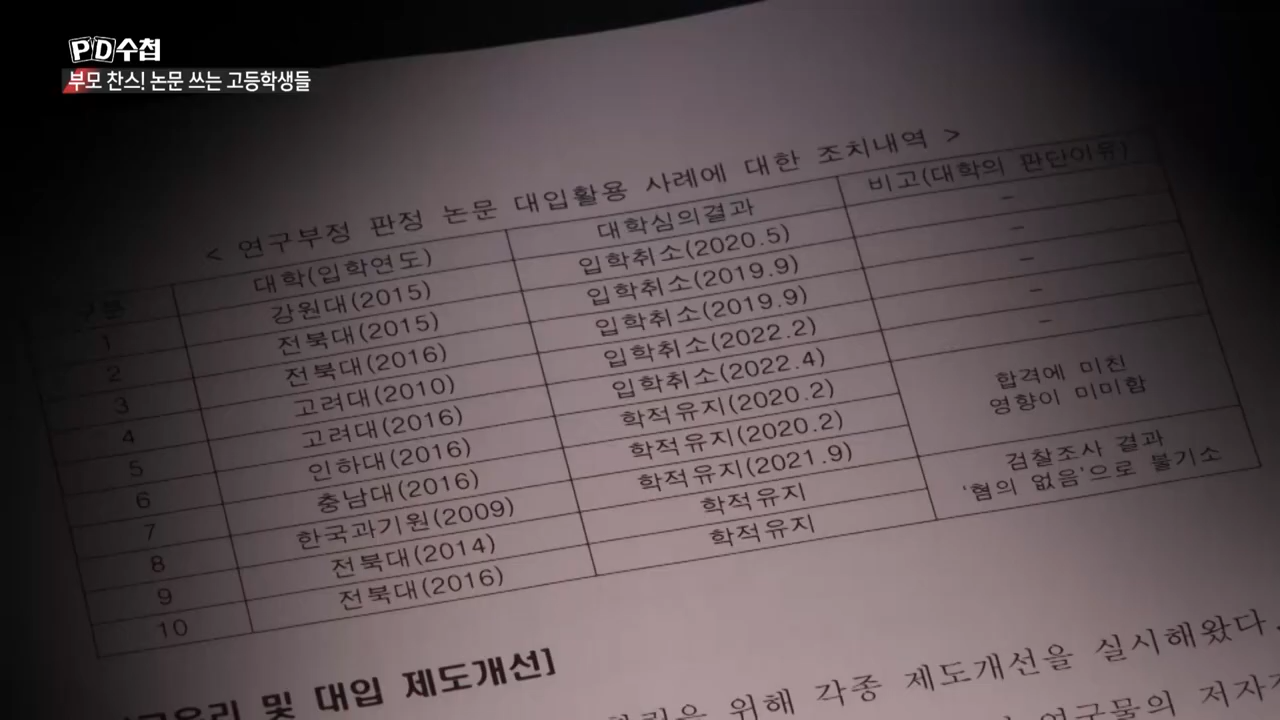 PD수첩
부모 찬스! 논문 쓰는 고등학생들
< 연구부정 판정 논문 대입활용 사례에 대한 조치내역 >
구분 대학(입학연도) 대학심의결과 비고(대학의 판단이유)
1 강원대(2015) 입학취소(2020.5) -
2 전북대(2015) 입학취소(2019.9) -
3 전북대(2016) 입학취소(2019.9) -
4 고려대(2010) 입학취소(2022.2) -
5 고려대(2016) 입학취소(2022.4) -
6 인하대(2016) 학적유지(2020.2) 합격에 미친
7 충남대(2016) 학적유지(2020.2) 영향이 미미함
8 한국과기원(2009) 학적유지(2021.9)
9 전북대(2014) 학적유지 검찰조사 결과
10 전북대(2016) 학적유지 '혐의 없음'으로 불기소
및 대입 제도개선]
위해 각종 제도개선을 실시해왔다.
연구물의